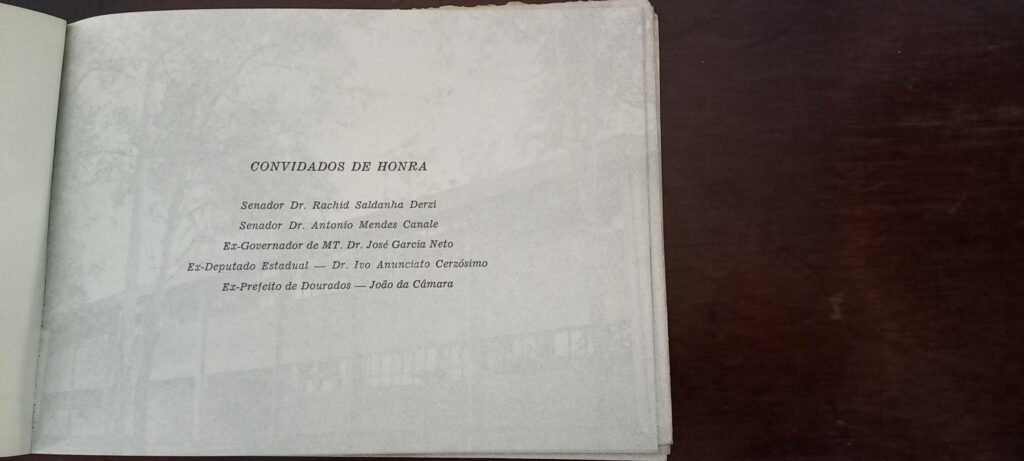 CONVIDADOS DE HONRA
Senador Dr. Rachid Saldanha Derzi
Senador Dr. Antonio Mendes Canale
Ex-Governador de MT. Dr. José Garcia Neto
Ex-Deputado Estadual — Dr. Ivo Anunciato Cerzósimo
Ex-Prefeito de Dourados — João da Câmara